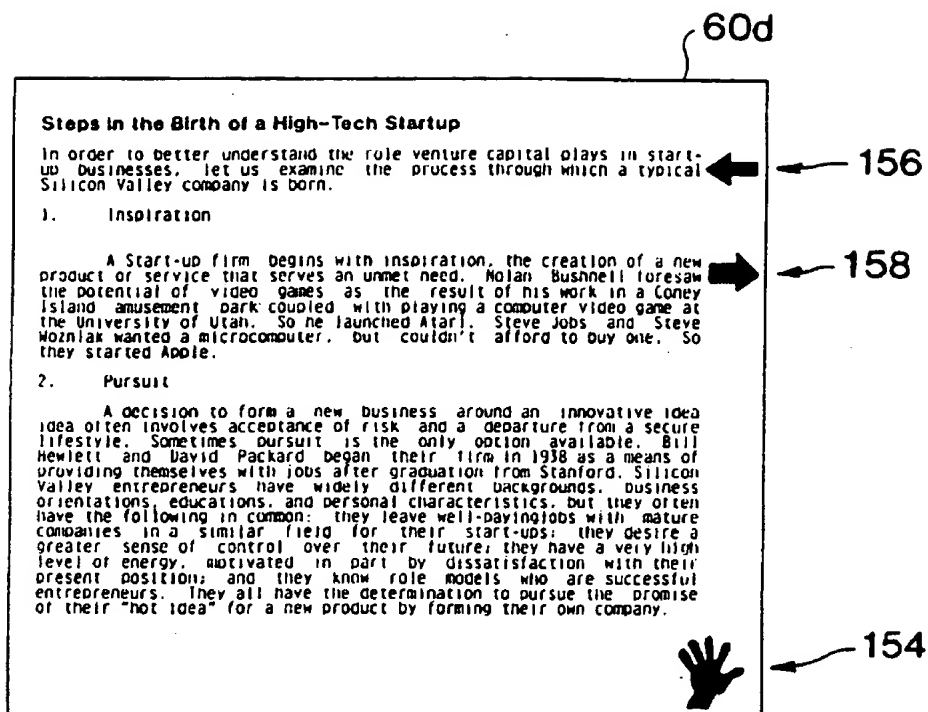 60d
Steps in the Birth of a High-Tech Startup
In order to better understand the role venture capital plays in start-
up businesses, let us examine the process through which a typical
Silicon Valley company is born.
156
1. Inspiration
A Start-up firm begins with inspiration, the creation of a new
product or service that serves an unmet need. Nolan Bushnell foresaw
158
the potential of video games as the result of his work in a Coney
Island amusement park coupled with playing a computer video game at
the University of Utah. So he launched Atari. Steve Jobs and Steve
Wozniak wanted a microcomputer, but couldn't afford to buy one. So
they started Apple.
2. Pursuit
A decision to form a new business around an innovative idea
idea often involves acceptance of risk and a departure from a secure
lifestyle. Sometimes pursuit is the only option available. Bill
Hewlett and David Packard began their firm in 1938 as a means of
providing themselves with jobs after graduation from Stanford. Silicon
Valley entrepreneurs have widely different backgrounds, business
orientations, educations, and personal characteristics, but they often
have the following in common: they leave well-payingjobs with mature
companies in a similar field for their start-ups; they desire a
greater sense of control over their future; they have a very high
level of energy, motivated in part by dissatisfaction with their
present position; and they know role models who are successful
entrepreneurs. They all have the determination to pursue the promise
of their "hot idea" for a new product by forming their own company.
154